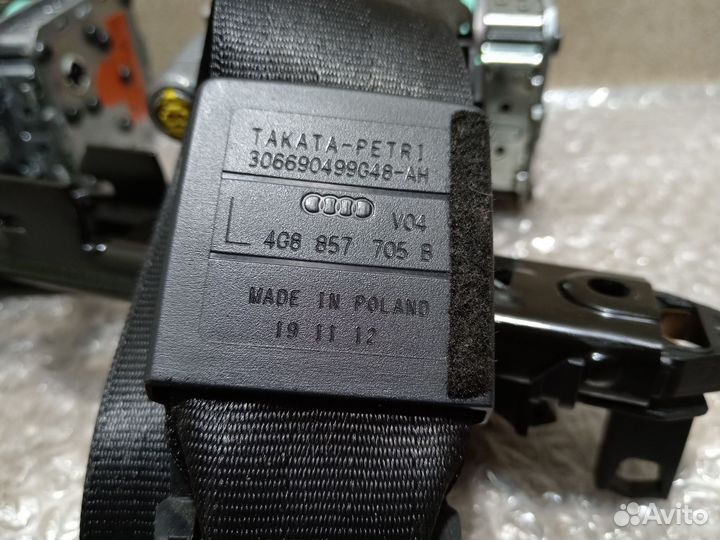 TAKATA-PETRI
306690499G48-AH
V04
L 4G8 857 705 B
MADE IN POLAND
19 11 12
Avito